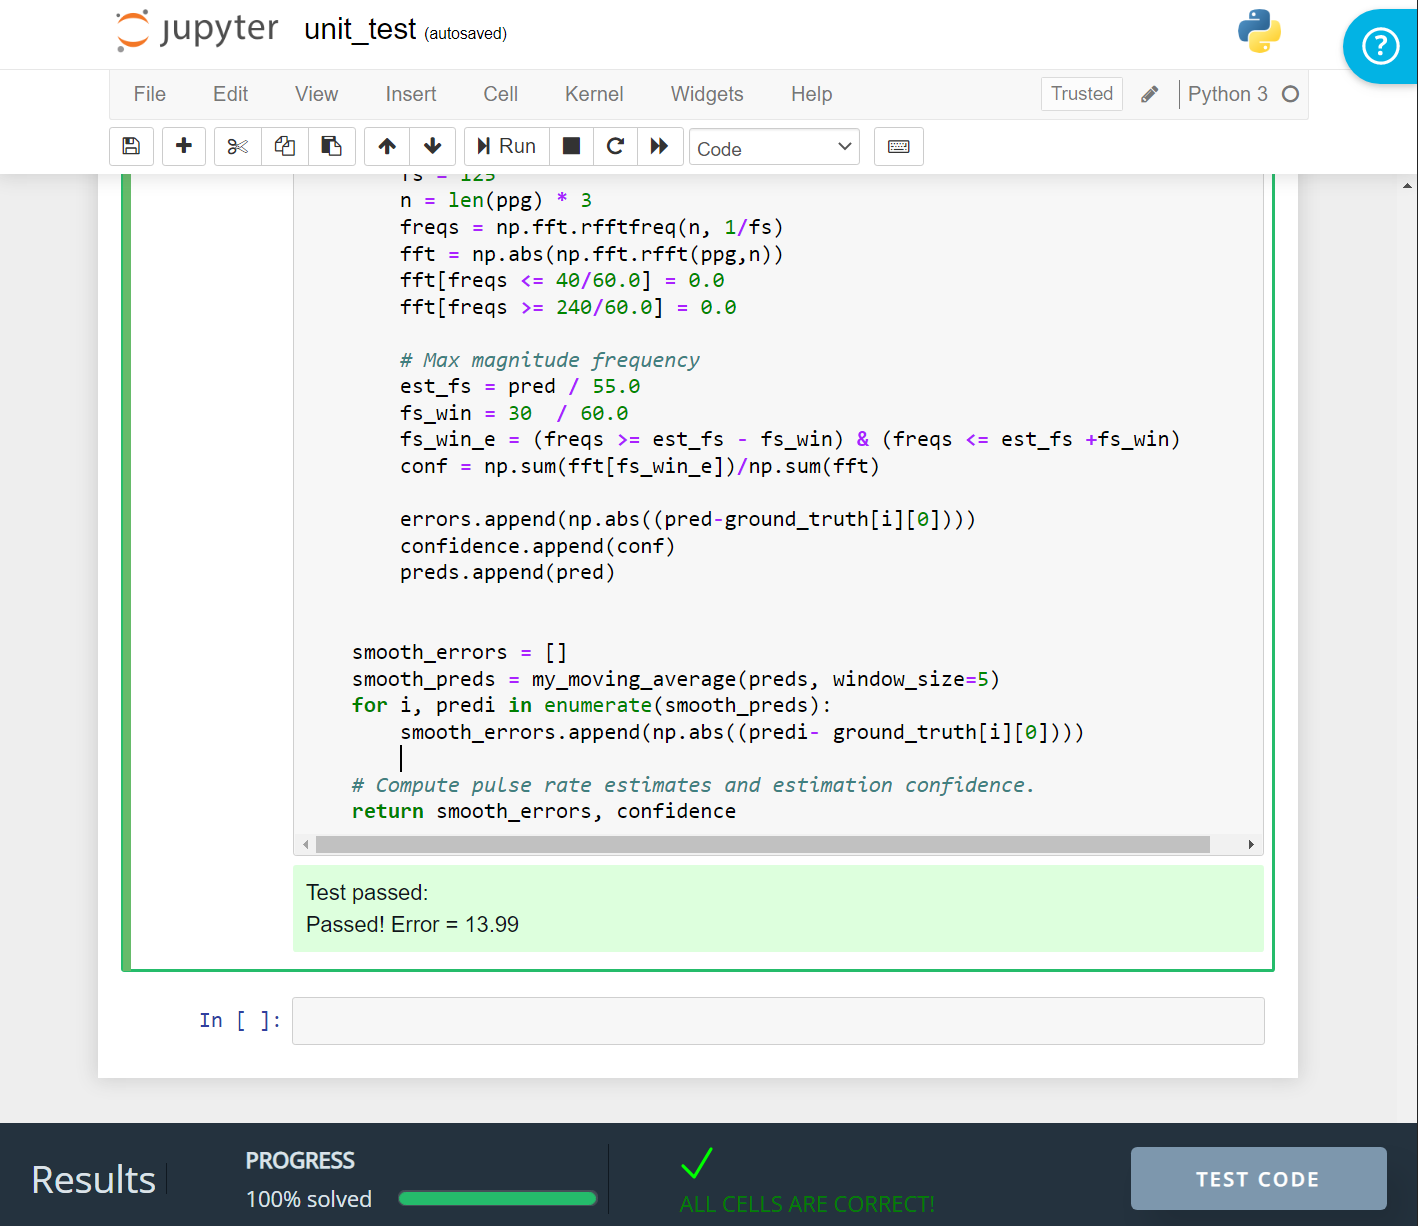 jupyter unit_test (autosaved)
File Edit View Insert Cell Kernel Widgets Help Trusted Python 3
Run Code
fs = 125
n = len(ppg) * 3
freqs = np.fft.rfftfreq(n, 1/fs)
fft = np.abs(np.fft.rfft(ppg,n))
fft[freqs <= 40/60.0] = 0.0
fft[freqs >= 240/60.0] = 0.0
# Max magnitude frequency
est_fs = pred / 55.0
fs_win = 30  / 60.0
fs_win_e = (freqs >= est_fs - fs_win) & (freqs <= est_fs +fs_win)
conf = np.sum(fft[fs_win_e])/np.sum(fft)
errors.append(np.abs((pred-ground_truth[i][0])))
confidence.append(conf)
preds.append(pred)
smooth_errors = []
smooth_preds = my_moving_average(preds, window_size=5)
for i, predi in enumerate(smooth_preds):
smooth_errors.append(np.abs((predi- ground_truth[i][0])))
# Compute pulse rate estimates and estimation confidence.
return smooth_errors, confidence
Test passed:
Passed! Error = 13.99
In [ ]:
Results
PROGRESS
100% solved
ALL CELLS ARE CORRECT!
TEST CODE